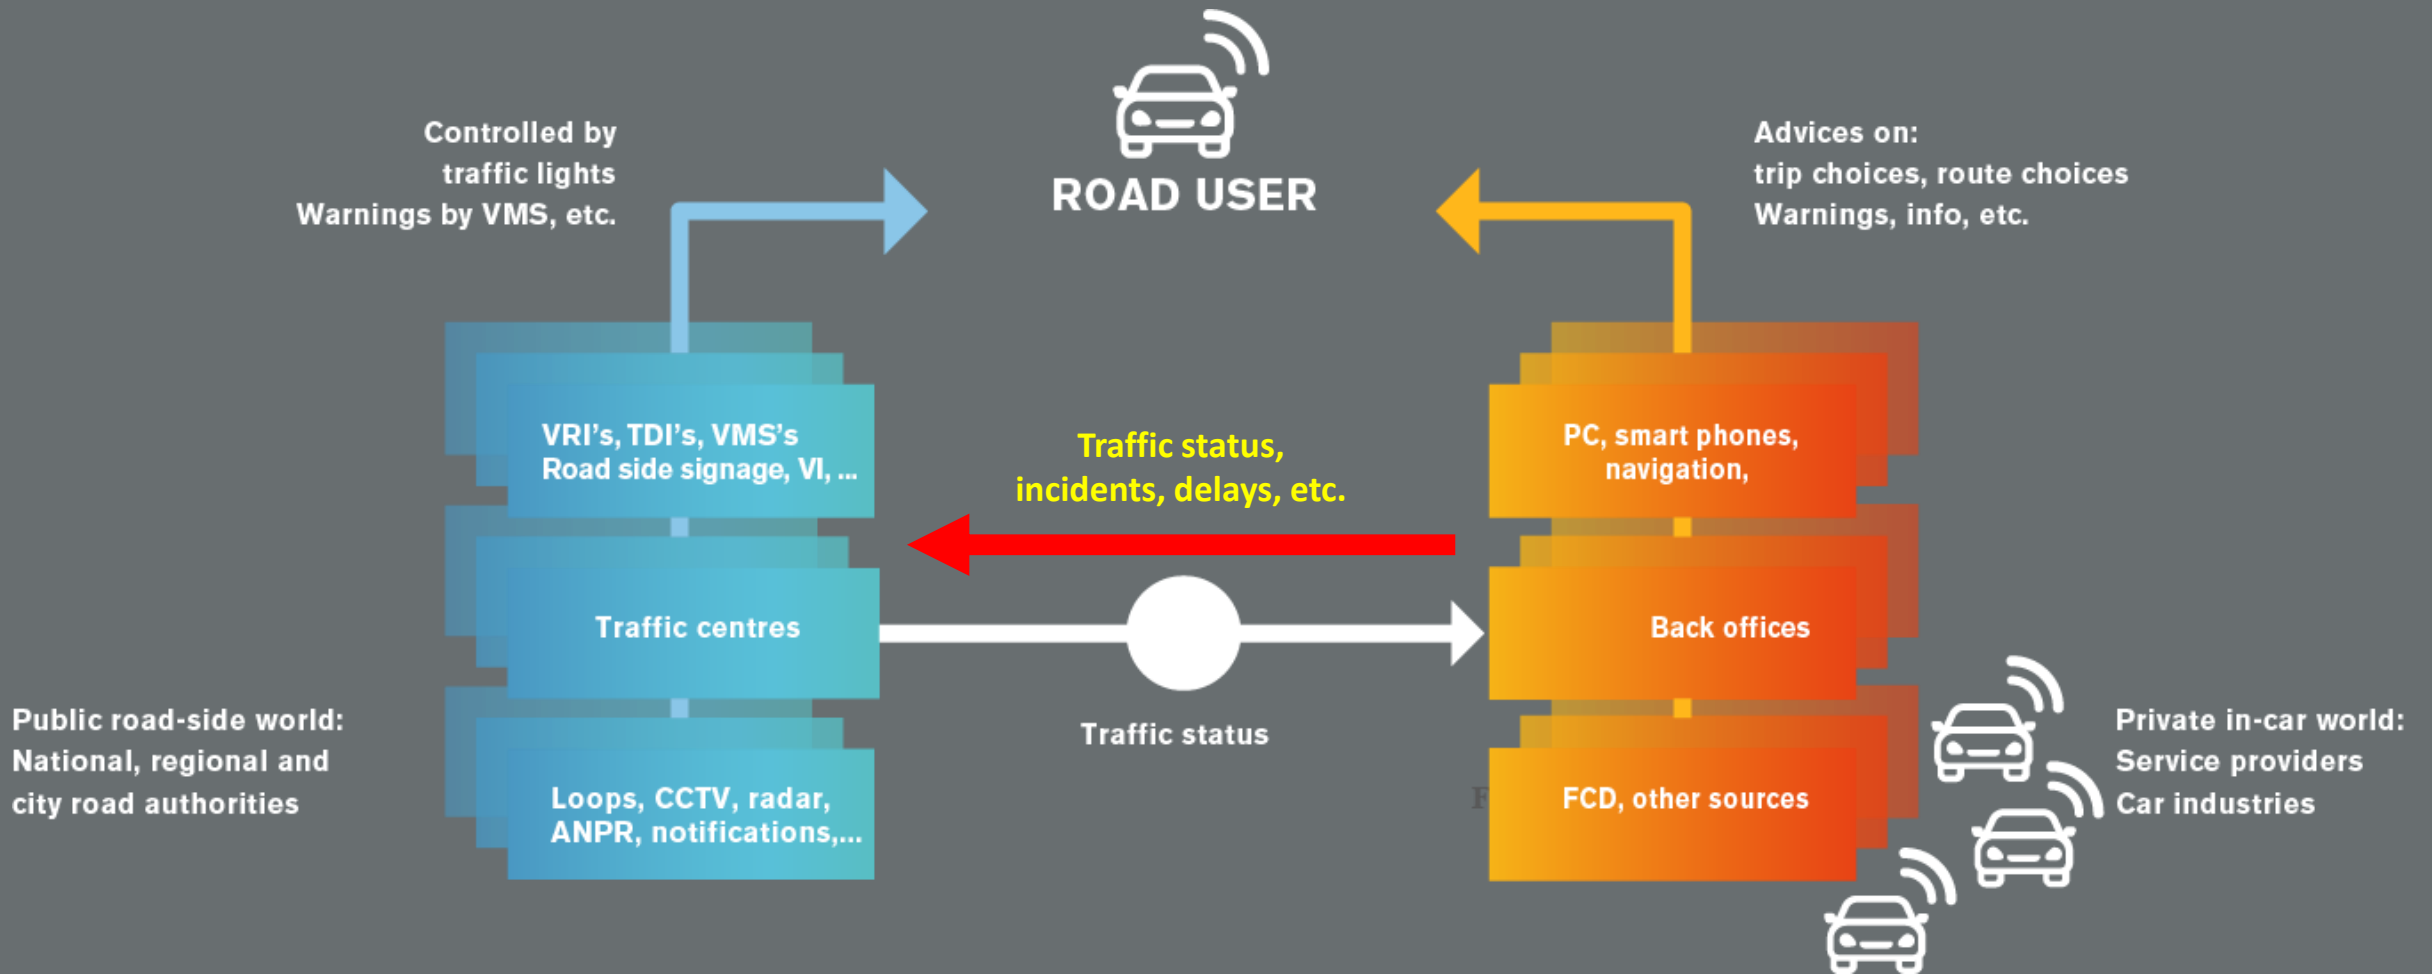 ROAD USER
Controlled by
traffic lights
Warnings by VMS, etc.
Advices on:
trip choices, route choices
Warnings, info, etc.
VRI's, TDI's, VMS's
Road side signage, VI, ...
Traffic status,
incidents, delays, etc.
PC, smart phones,
navigation,
Traffic centres
Back offices
Public road-side world:
National, regional and
city road authorities
Traffic status
Private in-car world:
Service providers
Car industries
Loops, CCTV, radar,
ANPR, notifications,...
F
FCD, other sources